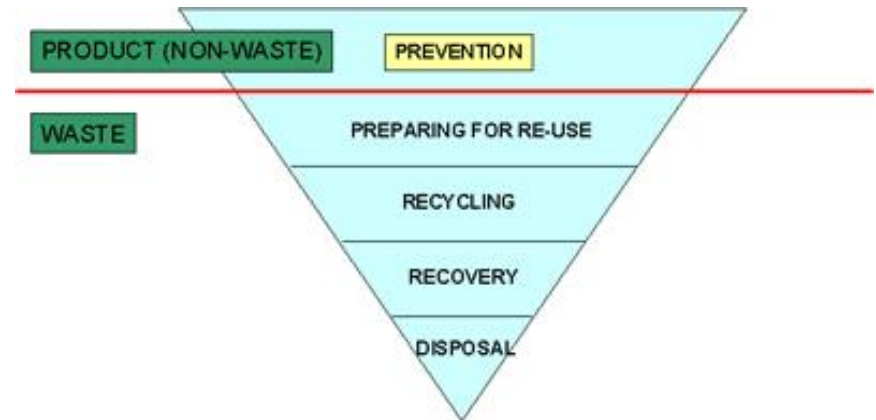 PRODUCT (NON-WASTE)
PREVENTION
WASTE
PREPARING FOR RE-USE
RECYCLING
RECOVERY
DISPOSAL